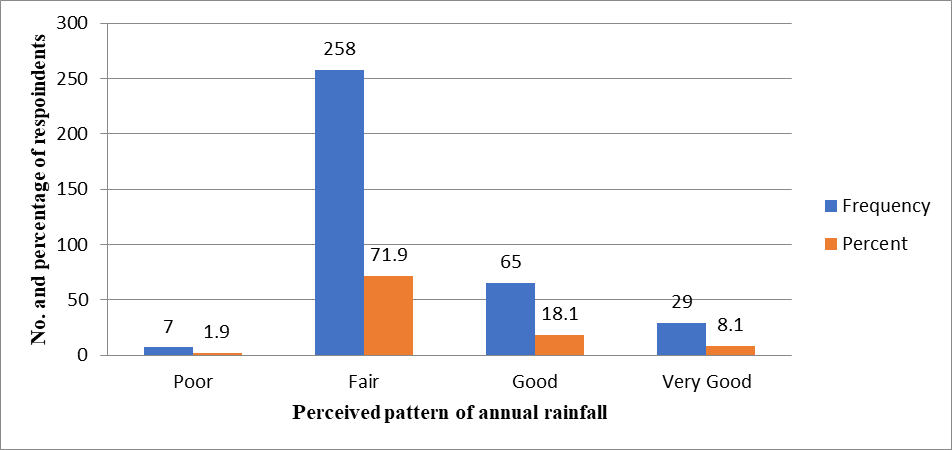 No. and percentage of respoindents
300
250
200
150
100
50
0
258
71.9
65
18.1
29
8.1
7
1.9
Poor
Fair
Good
Very Good
Perceived pattern of annual rainfall
Frequency
Percent